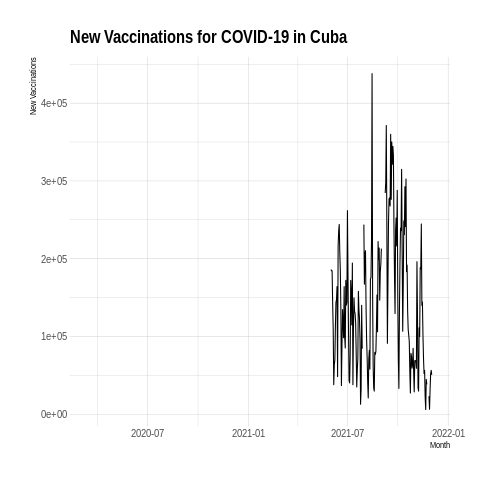 New Vaccinations for COVID-19 in Cuba
New Vaccinations
4e+05
3e+05
2e+05
1e+05
0e+00
2020-07
2021-01
2021-07
2022-01
Month